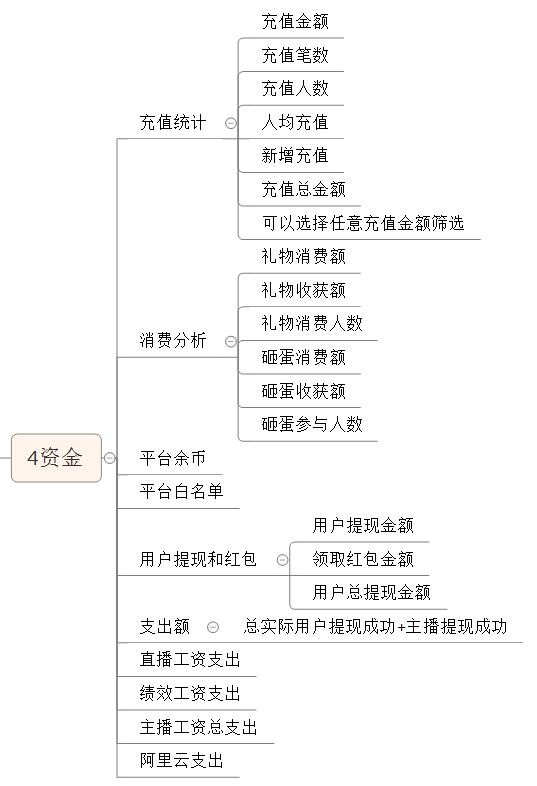 4资金
充值统计
充值金额
充值笔数
充值人数
人均充值
新增充值
充值总金额
可以选择任意充值金额筛选
消费分析
礼物消费额
礼物收获额
礼物消费人数
砸蛋消费额
砸蛋收获额
砸蛋参与人数
平台余币
平台白名单
用户提现和红包
用户提现金额
领取红包金额
用户总提现金额
支出额
总实际用户提现成功+主播提现成功
直播工资支出
绩效工资支出
主播工资总支出
阿里云支出